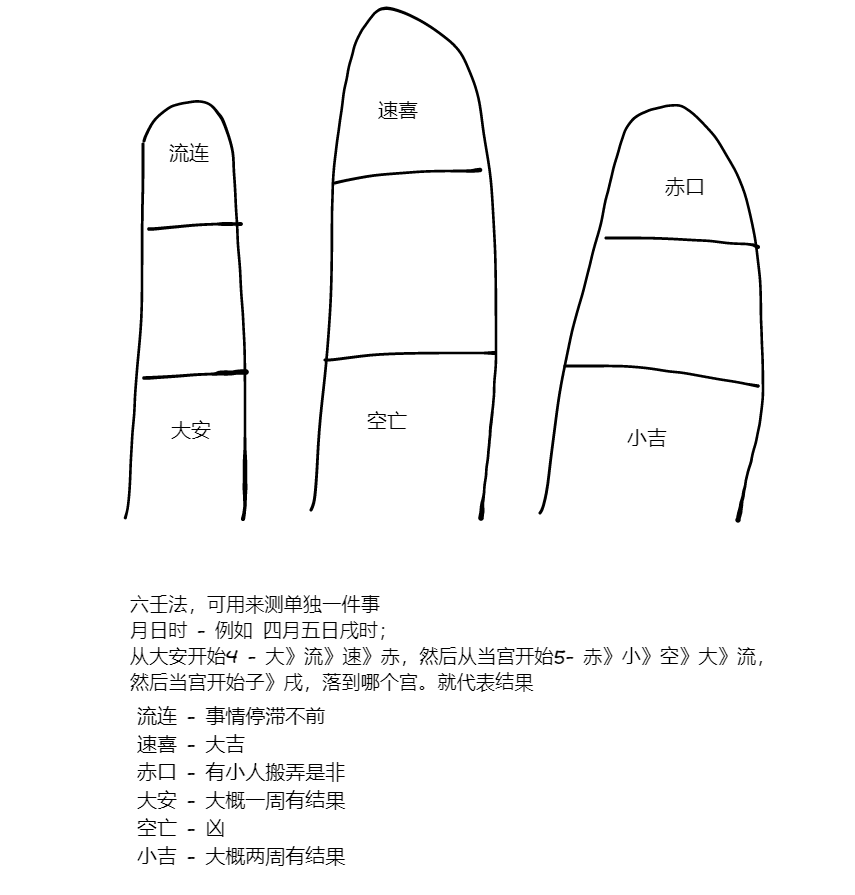 流连
速喜
赤口
大安
空亡
小吉
六壬法，可用来测单独一件事
月日时 - 例如 四月五日戌时；
从大安开始4 - 大》流》速》赤，然后从当宫开始5- 赤》小》空》大》流，
然后当宫开始子》戌，落到哪个宫。就代表结果
流连 - 事情停滞不前
速喜 - 大吉
赤口 - 有小人搬弄是非
大安 - 大概一周有结果
空亡 - 凶
小吉 - 大概两周有结果